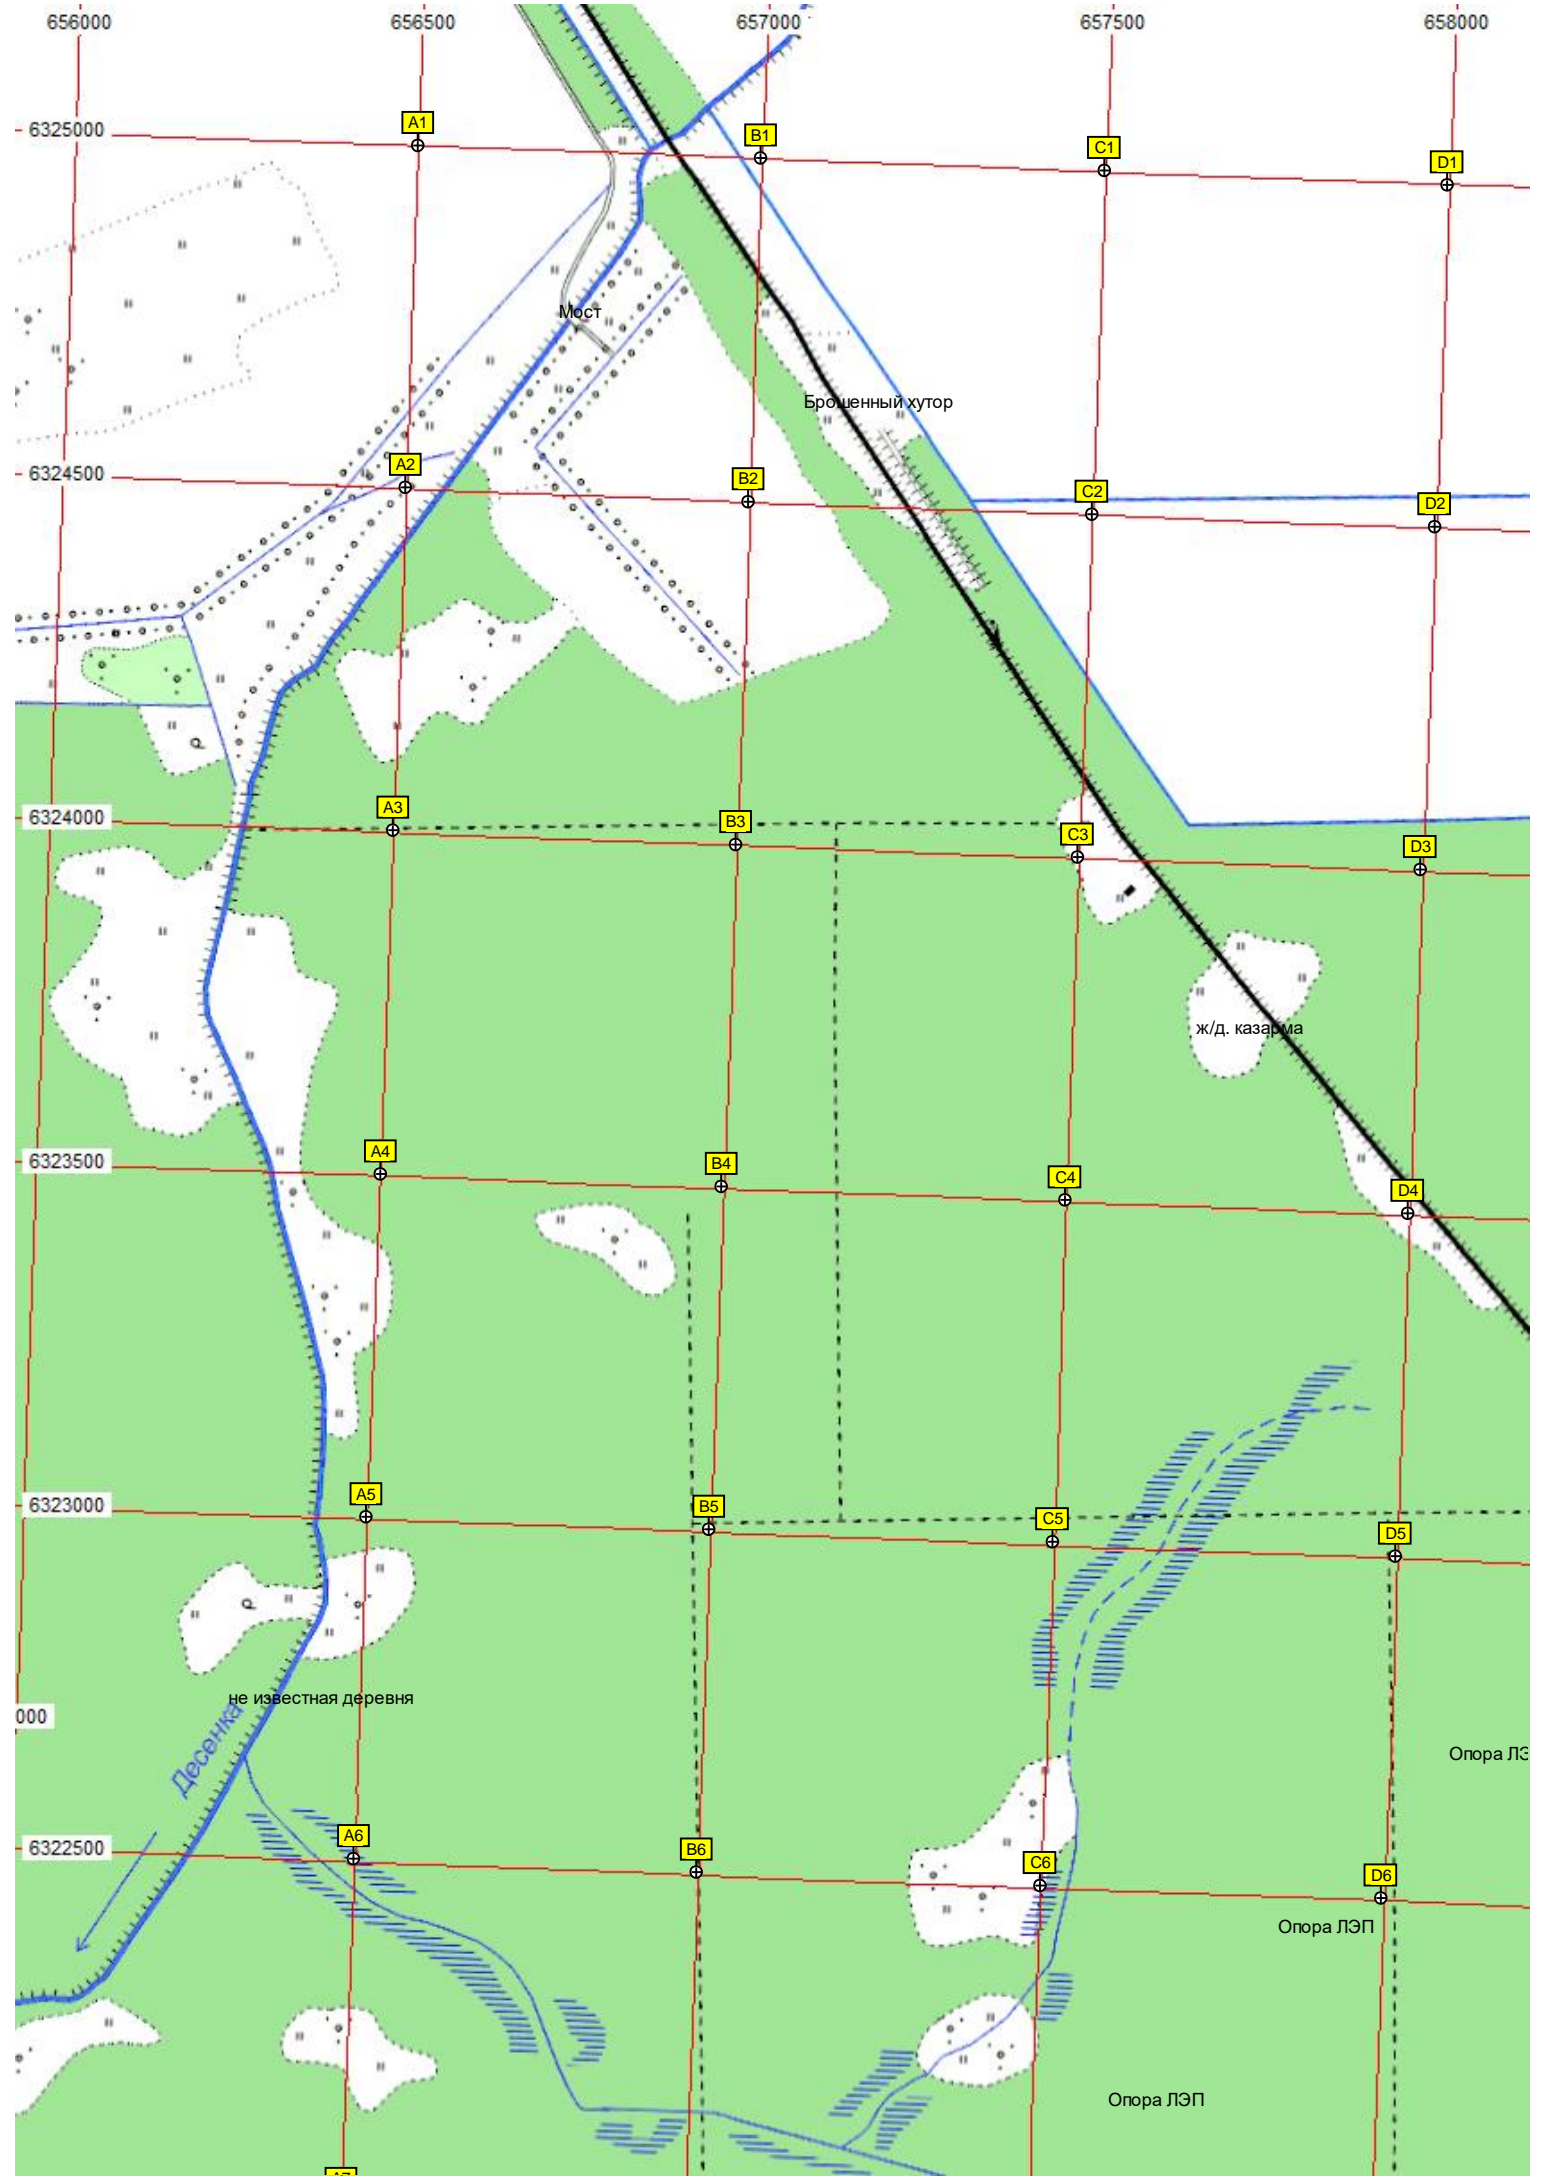 656000 656500 657000 657500 658000
A1
6325000
B1
C1
D1
Мост
Брошенный хутор
A2
6324500
B2
C2
D2
A3
6324000
B3
C3
D3
ж/д. казарма
A4
6323500
B4
C4
D4
A5
6323000
B5
C5
D5
не известная деревня
000
Десенка
Опора ЛЭ
A6
6322500
B6
C6
D6
Опора ЛЭП
Опора ЛЭП
A7